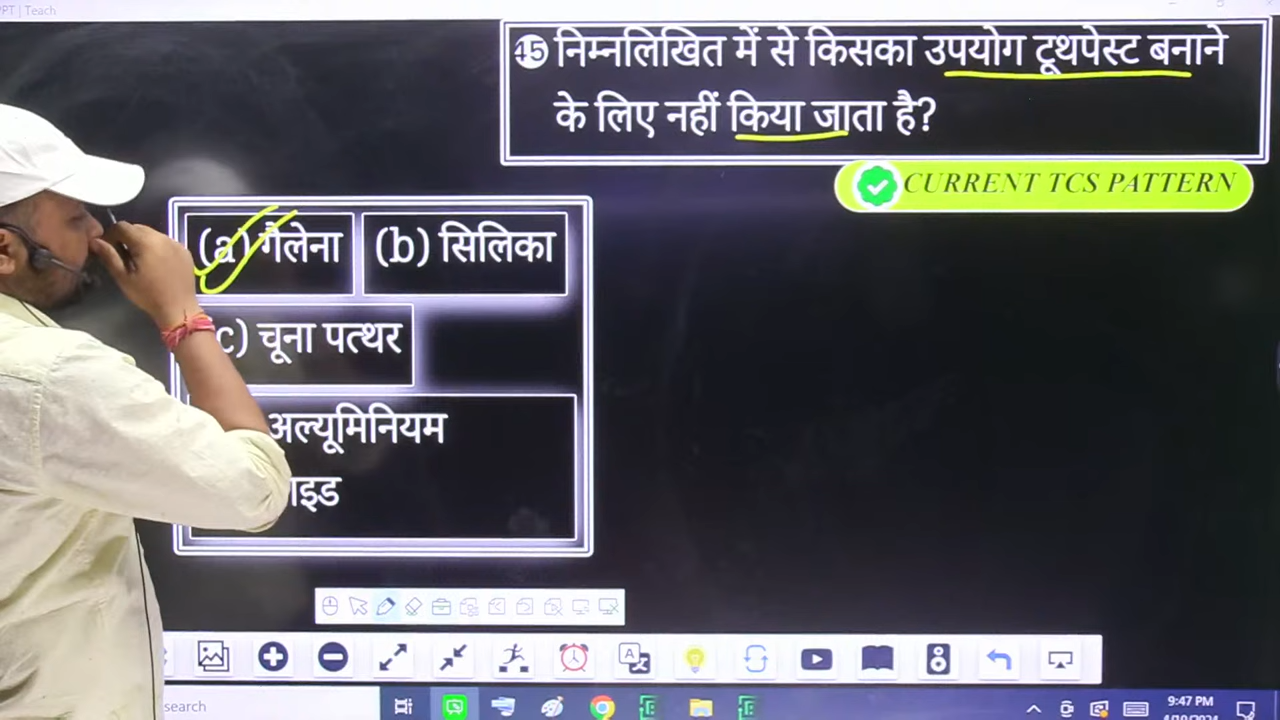 PPT | Teach
45 निम्नलिखित में से किसका उपयोग टूथपेस्ट बनाने
के लिए नहीं किया जाता है?
CURRENT TCS PATTERN
(a) गैलेना (b) सिलिका
c) चूना पत्थर
अल्यूमिनियम
ाइड
search
9:47 PM